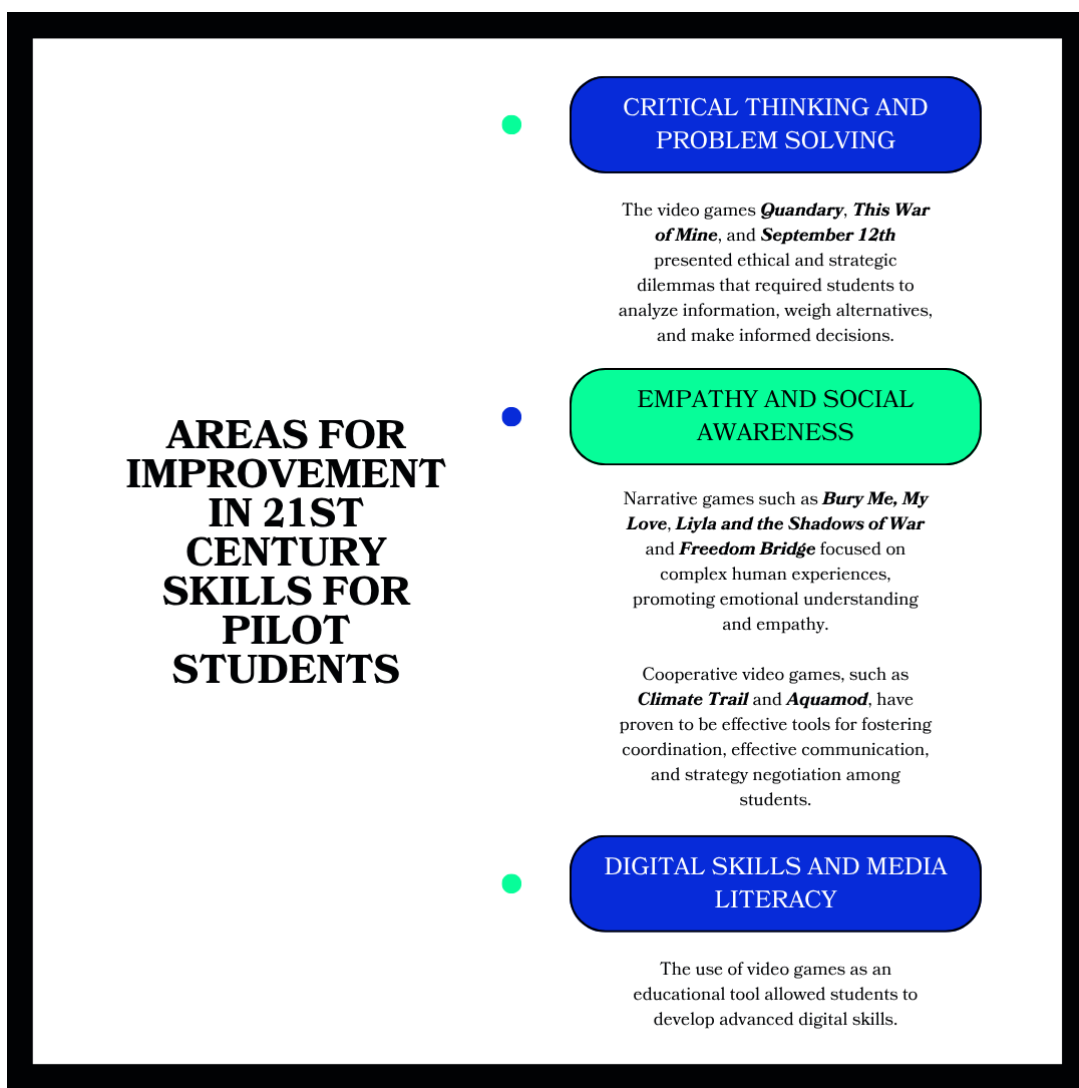 AREAS FOR
IMPROVEMENT
IN 21ST
CENTURY
SKILLS FOR
PILOT
STUDENTS
CRITICAL THINKING AND
PROBLEM SOLVING
The video games Quandary, This War
of Mine, and September 12th
presented ethical and strategic
dilemmas that required students to
analyze information, weigh alternatives,
and make informed decisions.
EMPATHY AND SOCIAL
AWARENESS
Narrative games such as Bury Me, My
Love, Liyla and the Shadows of War
and Freedom Bridge focused on
complex human experiences,
promoting emotional understanding
and empathy.
Cooperative video games, such as
Climate Trail and Aquamod, have
proven to be effective tools for fostering
coordination, effective communication,
and strategy negotiation among
students.
DIGITAL SKILLS AND MEDIA
LITERACY
The use of video games as an
educational tool allowed students to
develop advanced digital skills.